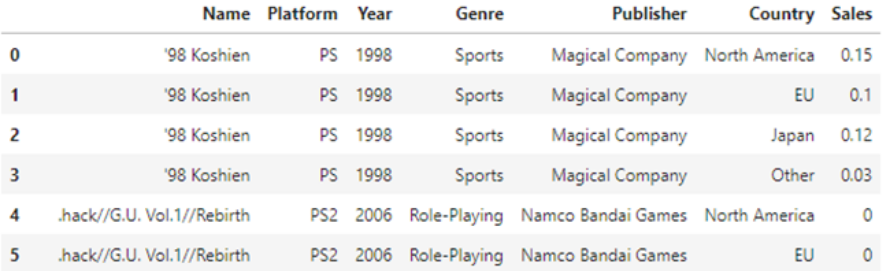 Name Platform Year Genre Publisher Country Sales
0 '98 Koshien PS 1998 Sports Magical Company North America 0.15
1 '98 Koshien PS 1998 Sports Magical Company EU 0.1
2 '98 Koshien PS 1998 Sports Magical Company Japan 0.12
3 '98 Koshien PS 1998 Sports Magical Company Other 0.03
4 .hack//G.U. Vol.1//Rebirth PS2 2006 Role-Playing Namco Bandai Games North America 0
5 .hack//G.U. Vol.1//Rebirth PS2 2006 Role-Playing Namco Bandai Games EU 0